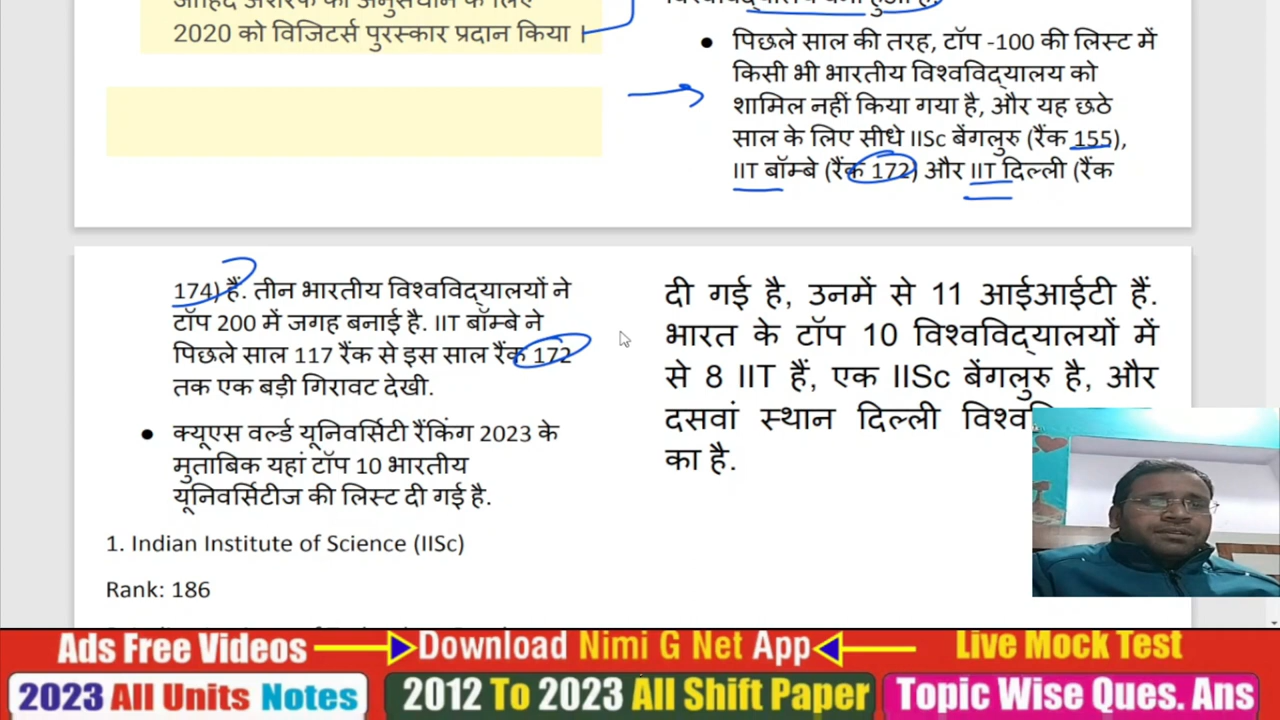 2020 को विजिटर्स पुरस्कार प्रदान किया ।
पिछले साल की तरह, टॉप -100 की लिस्ट में
किसी भी भारतीय विश्वविद्यालय को
शामिल नहीं किया गया है, और यह छठे
साल के लिए सीधे IISc बेंगलुरु (रैंक 155),
IIT बॉम्बे (रैंक 172) और IIT दिल्ली (रैंक
174) हैं. तीन भारतीय विश्वविद्यालयों ने
टॉप 200 में जगह बनाई है. IIT बॉम्बे ने
पिछले साल 117 रैंक से इस साल रैंक 172
तक एक बड़ी गिरावट देखी.
● क्यूएस वर्ल्ड यूनिवर्सिटी रैंकिंग 2023 के
मुताबिक यहां टॉप 10 भारतीय
यूनिवर्सिटीज की लिस्ट दी गई है.
1. Indian Institute of Science (IISc)
Rank: 186
दी गई है, उनमें से 11 आईआईटी हैं.
भारत के टॉप 10 विश्वविद्यालयों में
से 8 IIT हैं, एक IISc बेंगलुरु है, और
दसवां स्थान दिल्ली
का है.
Ads Free Videos Download Nimi G Net App Live Mock Test
2023 All Units Notes 2012 To 2023 All Shift Paper Topic Wise Ques. Ans